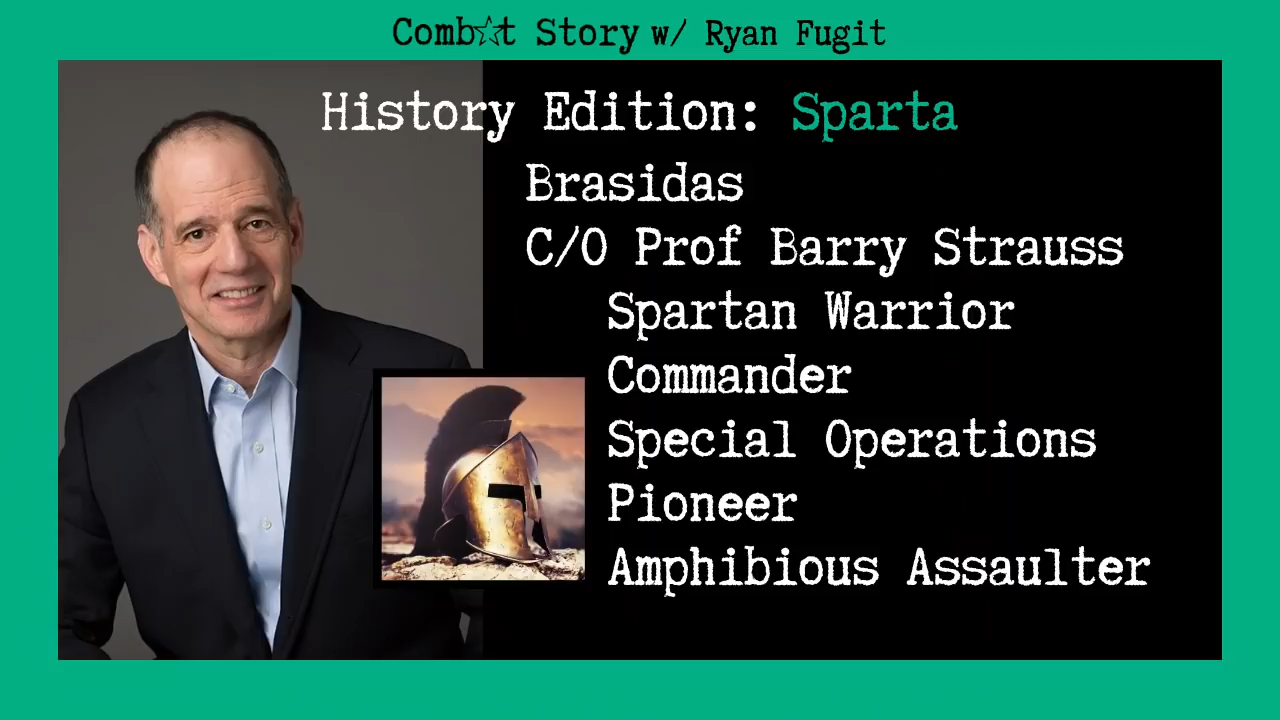 Comb☆t Story w/ Ryan Fugit
History Edition: Sparta
Brasidas
C/O Prof Barry Strauss
Spartan Warrior
Commander
Special Operations
Pioneer
Amphibious Assaulter